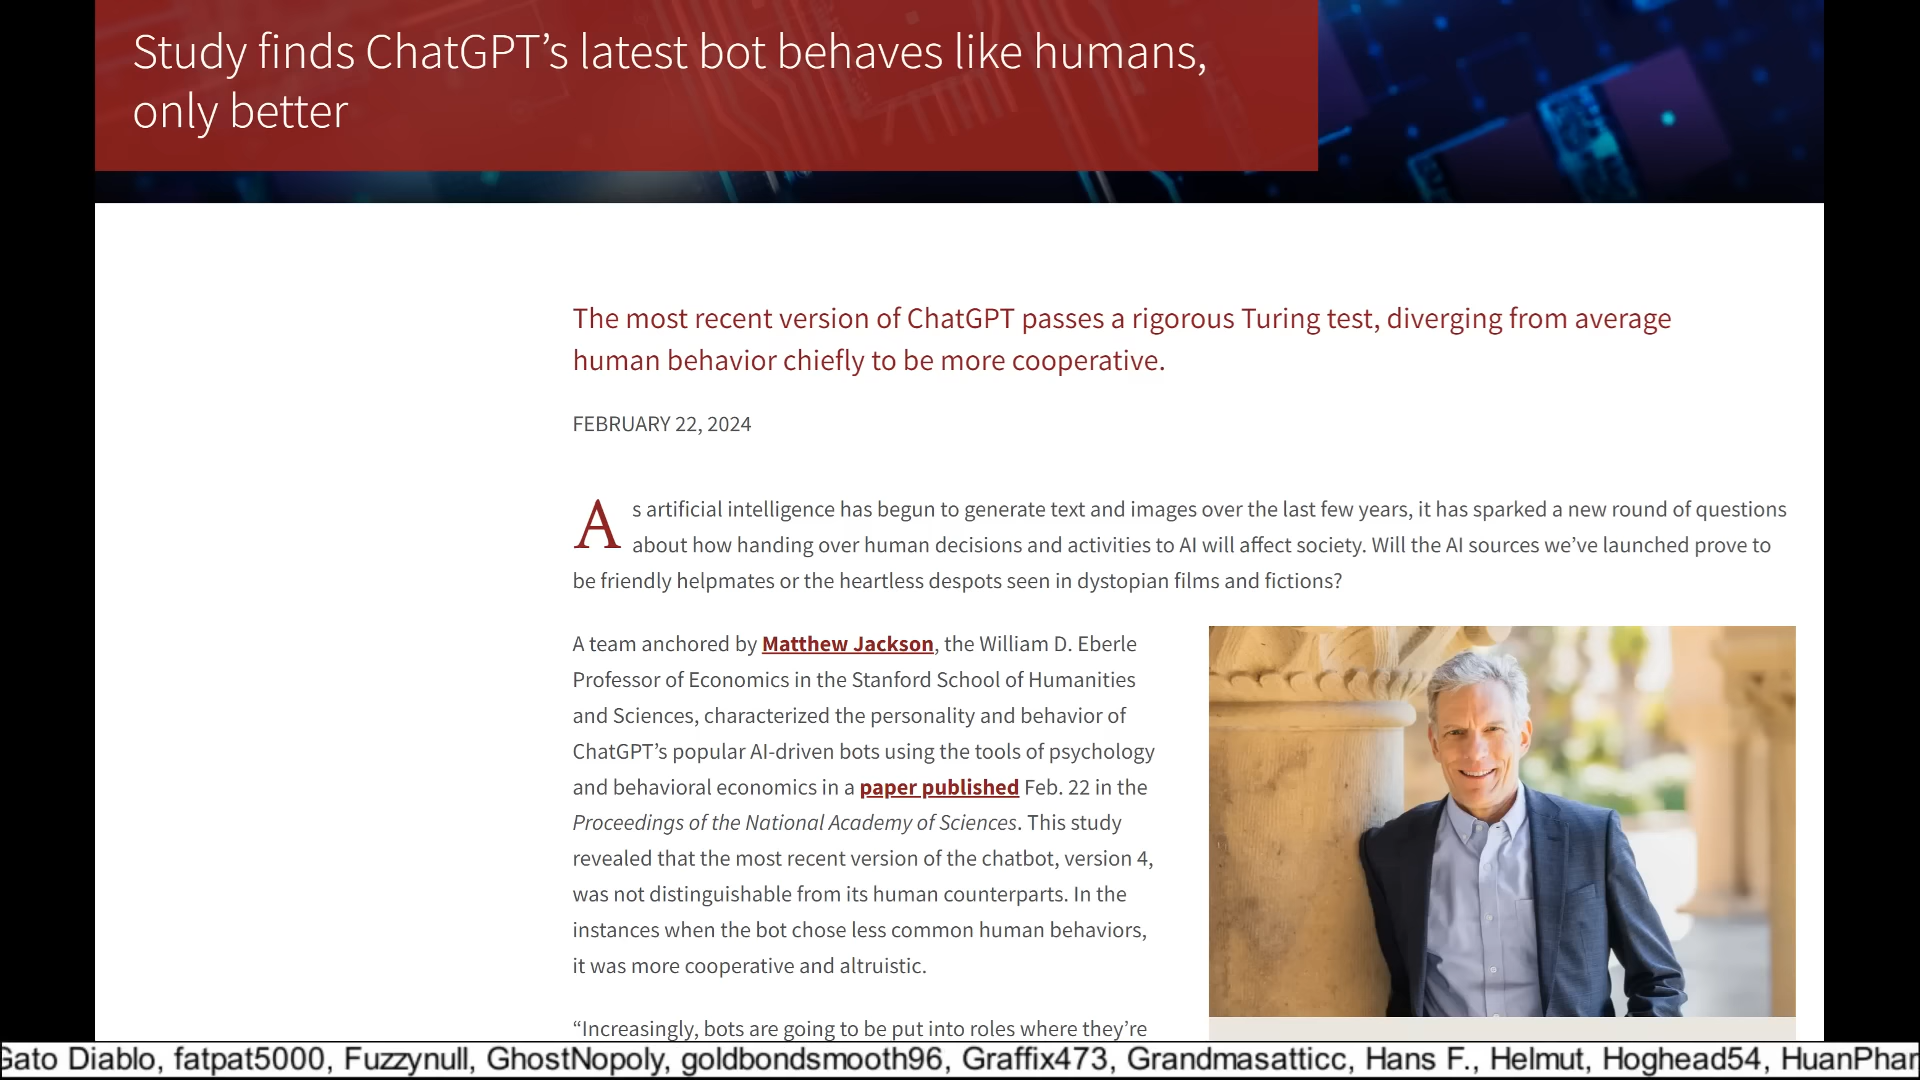 Study finds ChatGPT’s latest bot behaves like humans,
only better
The most recent version of ChatGPT passes a rigorous Turing test, diverging from average
human behavior chiefly to be more cooperative.
FEBRUARY 22, 2024
As artificial intelligence has begun to generate text and images over the last few years, it has sparked a new round of questions
about how handing over human decisions and activities to AI will affect society. Will the AI sources we’ve launched prove to
be friendly helpmates or the heartless despots seen in dystopian films and fictions?
A team anchored by Matthew Jackson, the William D. Eberle
Professor of Economics in the Stanford School of Humanities
and Sciences, characterized the personality and behavior of
ChatGPT’s popular AI-driven bots using the tools of psychology
and behavioral economics in a paper published Feb. 22 in the
Proceedings of the National Academy of Sciences. This study
revealed that the most recent version of the chatbot, version 4,
was not distinguishable from its human counterparts. In the
instances when the bot chose less common human behaviors,
it was more cooperative and altruistic.
“Increasingly, bots are going to be put into roles where they’re
Gato Diablo, fatpat5000, Fuzzynull, GhostNopoly, goldbondsmooth96, Graffix473, Grandmasatticc, Hans F., Helmut, Hoghead54,